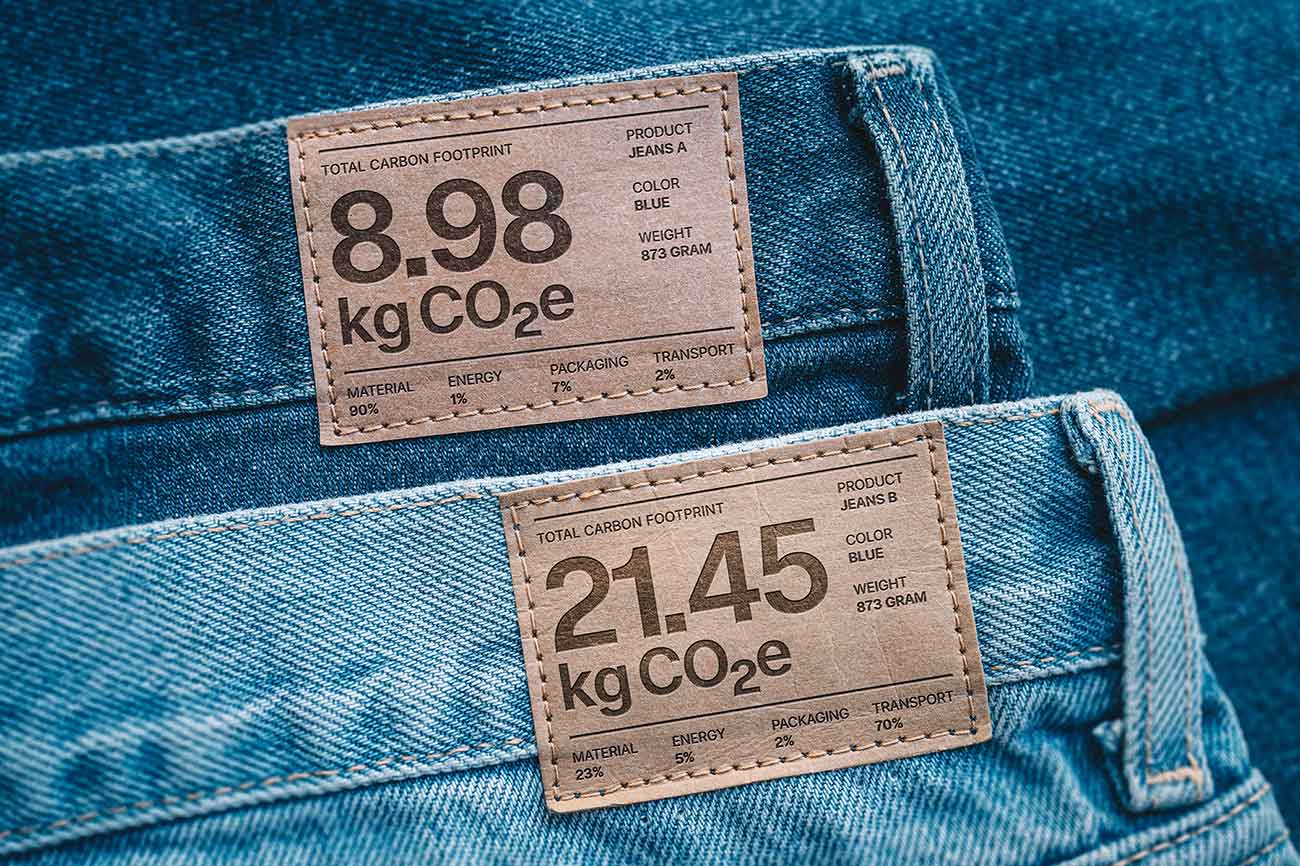 TOTAL CARBON FOOTPRINT
8.98
kg CO₂e
PRODUCT
JEANS A
COLOR
BLUE
WEIGHT
873 GRAM
MATERIAL ENERGY PACKAGING TRANSPORT
90% 1% 7% 2%
TOTAL CARBON FOOTPRINT
21.45
kg CO₂e
PRODUCT
JEANS B
COLOR
BLUE
WEIGHT
873 GRAM
MATERIAL ENERGY PACKAGING TRANSPORT
23% 5% 2% 70%